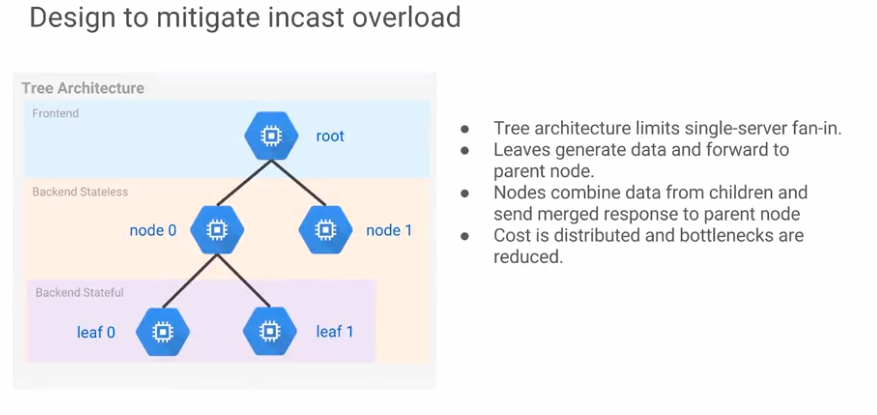 Design to mitigate incast overload
Tree Architecture
Frontend
root
Backend Stateless
node 0
node 1
Backend Stateful
leaf 0
leaf 1
● Tree architecture limits single-server fan-in.
● Leaves generate data and forward to
parent node.
● Nodes combine data from children and
send merged response to parent node
● Cost is distributed and bottlenecks are
reduced.